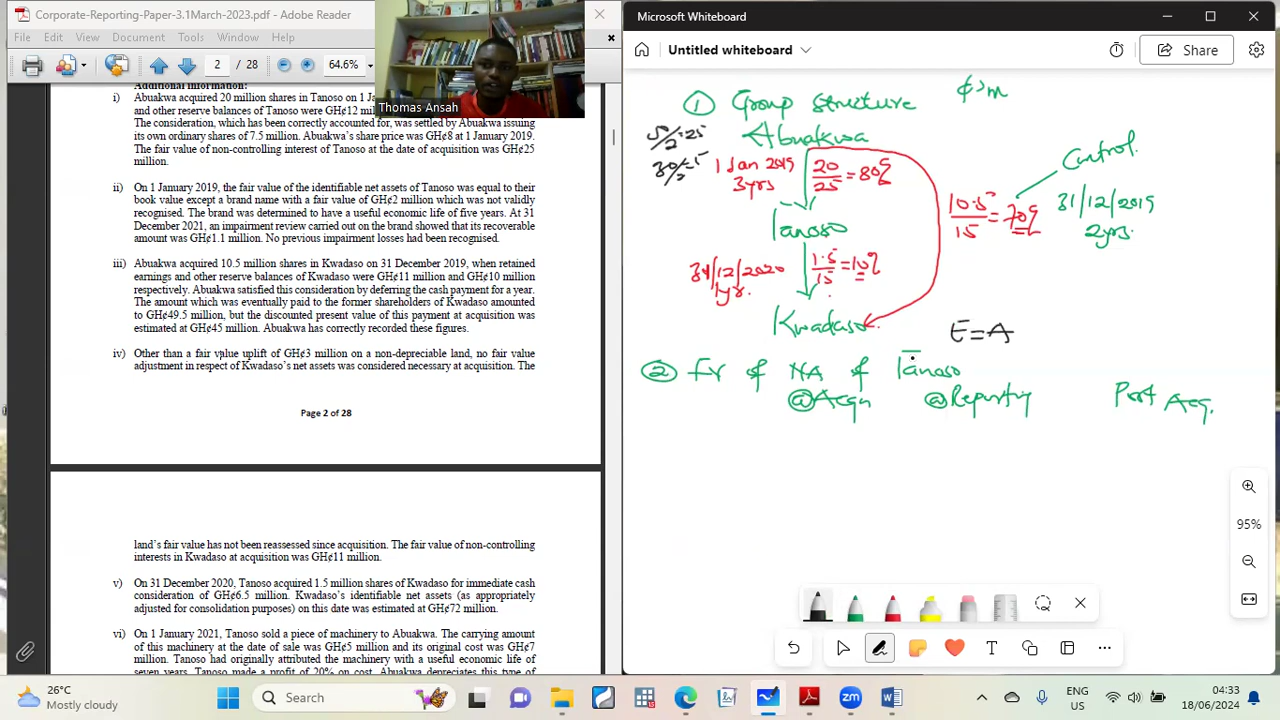 Corporate-Reporting-Paper-3.1March-2023.pdf - Adobe Reader
File Edit View Document Tools Window Help
2 / 28 64.6%
Thomas Ansah
Additional information:
i) Abuakwa acquired 20 million shares in Tanoso on 1 J
and other reserve balances of Tanoso were GH¢12 mil
The consideration, which has been correctly accounted for, was settled by Abuakwa issuing
its own ordinary shares of 7.5 million. Abuakwa's share price was GH¢8 at 1 January 2019.
The fair value of non-controlling interest of Tanoso at the date of acquisition was GH¢25
million.
ii) On 1 January 2019, the fair value of the identifiable net assets of Tanoso was equal to their
book value except a brand name with a fair value of GH¢2 million which was not validly
recognised. The brand was determined to have a useful economic life of five years. At 31
December 2021, an impairment review carried out on the brand showed that its recoverable
amount was GH¢1.1 million. No previous impairment losses had been recognised.
iii) Abuakwa acquired 10.5 million shares in Kwadaso on 31 December 2019, when retained
earnings and other reserve balances of Kwadaso were GH¢11 million and GH¢10 million
respectively. Abuakwa satisfied this consideration by deferring the cash payment for a year.
The amount which was eventually paid to the former shareholders of Kwadaso amounted
to GH¢49.5 million, but the discounted present value of this payment at acquisition was
estimated at GH¢45 million. Abuakwa has correctly recorded these figures.
iv) Other than a fair value uplift of GH¢3 million on a non-depreciable land, no fair value
adjustment in respect of Kwadaso's net assets was considered necessary at acquisition. The
Page 2 of 28
land's fair value has not been reassessed since acquisition. The fair value of non-controlling
interests in Kwadaso at acquisition was GH¢11 million.
v) On 31 December 2020, Tanoso acquired 1.5 million shares of Kwadaso for immediate cash
consideration of GH¢6.5 million. Kwadaso's identifiable net assets (as appropriately
adjusted for consolidation purposes) on this date was estimated at GH¢72 million.
vi) On 1 January 2021, Tanoso sold a piece of machinery to Abuakwa. The carrying amount
of this machinery at the date of sale was GH¢5 million and its original cost was GH¢7
million. Tanoso had originally attributed the machinery with a useful economic life of
seven years. Tanoso made a profit of 20% on cost. Abuakwa depreciates this type of
Microsoft Whiteboard
Untitled whiteboard
Share
① Group structure
Abuakwa
50/2=25
1 Jan 2019
3yrs
20/25 = 80%
Control
10.5/15 = 70%
31/12/2019
2yrs.
Tanoso
31/12/2020
1yr.
1.5/15 = 10%
Kwadaso
E=A
② FV of NA of Tanoso
@Acqn @Reporting Post Acq.
95%
26°C
Mostly cloudy
Search
ENG
US
04:33
18/06/2024